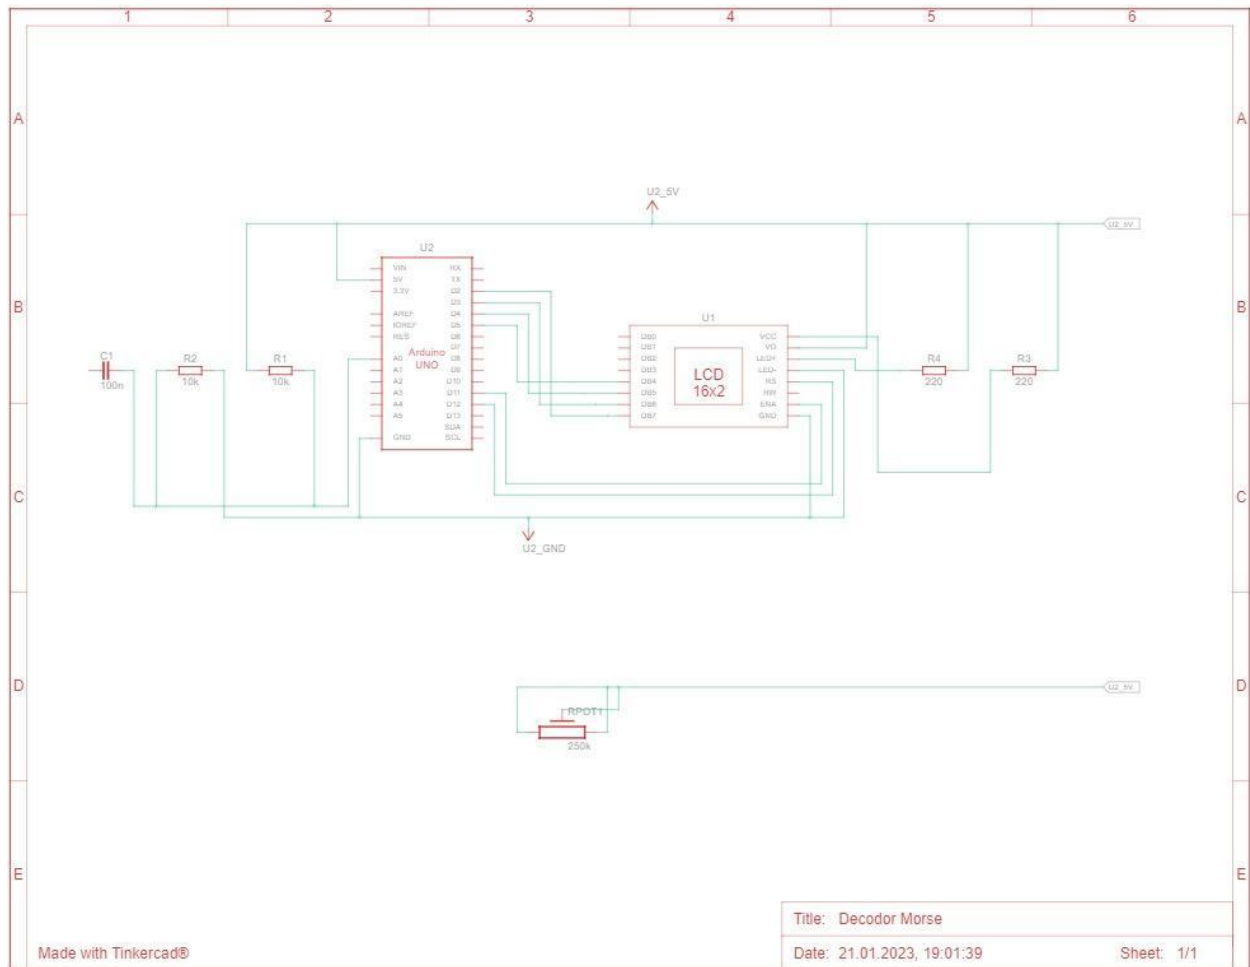 1 2 3 4 5 6
A A
U2_5V
U2_5V
U2
VIN RX
5V TX
3.3V D2
D3
AREF D4
IOREF D5
RES D6
D7
A0 D8
A1 D9
A2 D10
A3 D11
A4 D12
A5 D13
SDA
GND SCL
Arduino
UNO
B B
U1
DB0 VCC
DB1 VO
DB2 LED+
DB3 LED-
DB4 RS
DB5 RW
DB6 ENA
DB7 GND
LCD
16x2
C1
100n
R2
10k
R1
10k
R4
220
R3
220
C C
U2_GND
D D
U2_5V
RPOT1
250k
E E
Title: Decodor Morse
Made with Tinkercad®
Date: 21.01.2023, 19:01:39 Sheet: 1/1